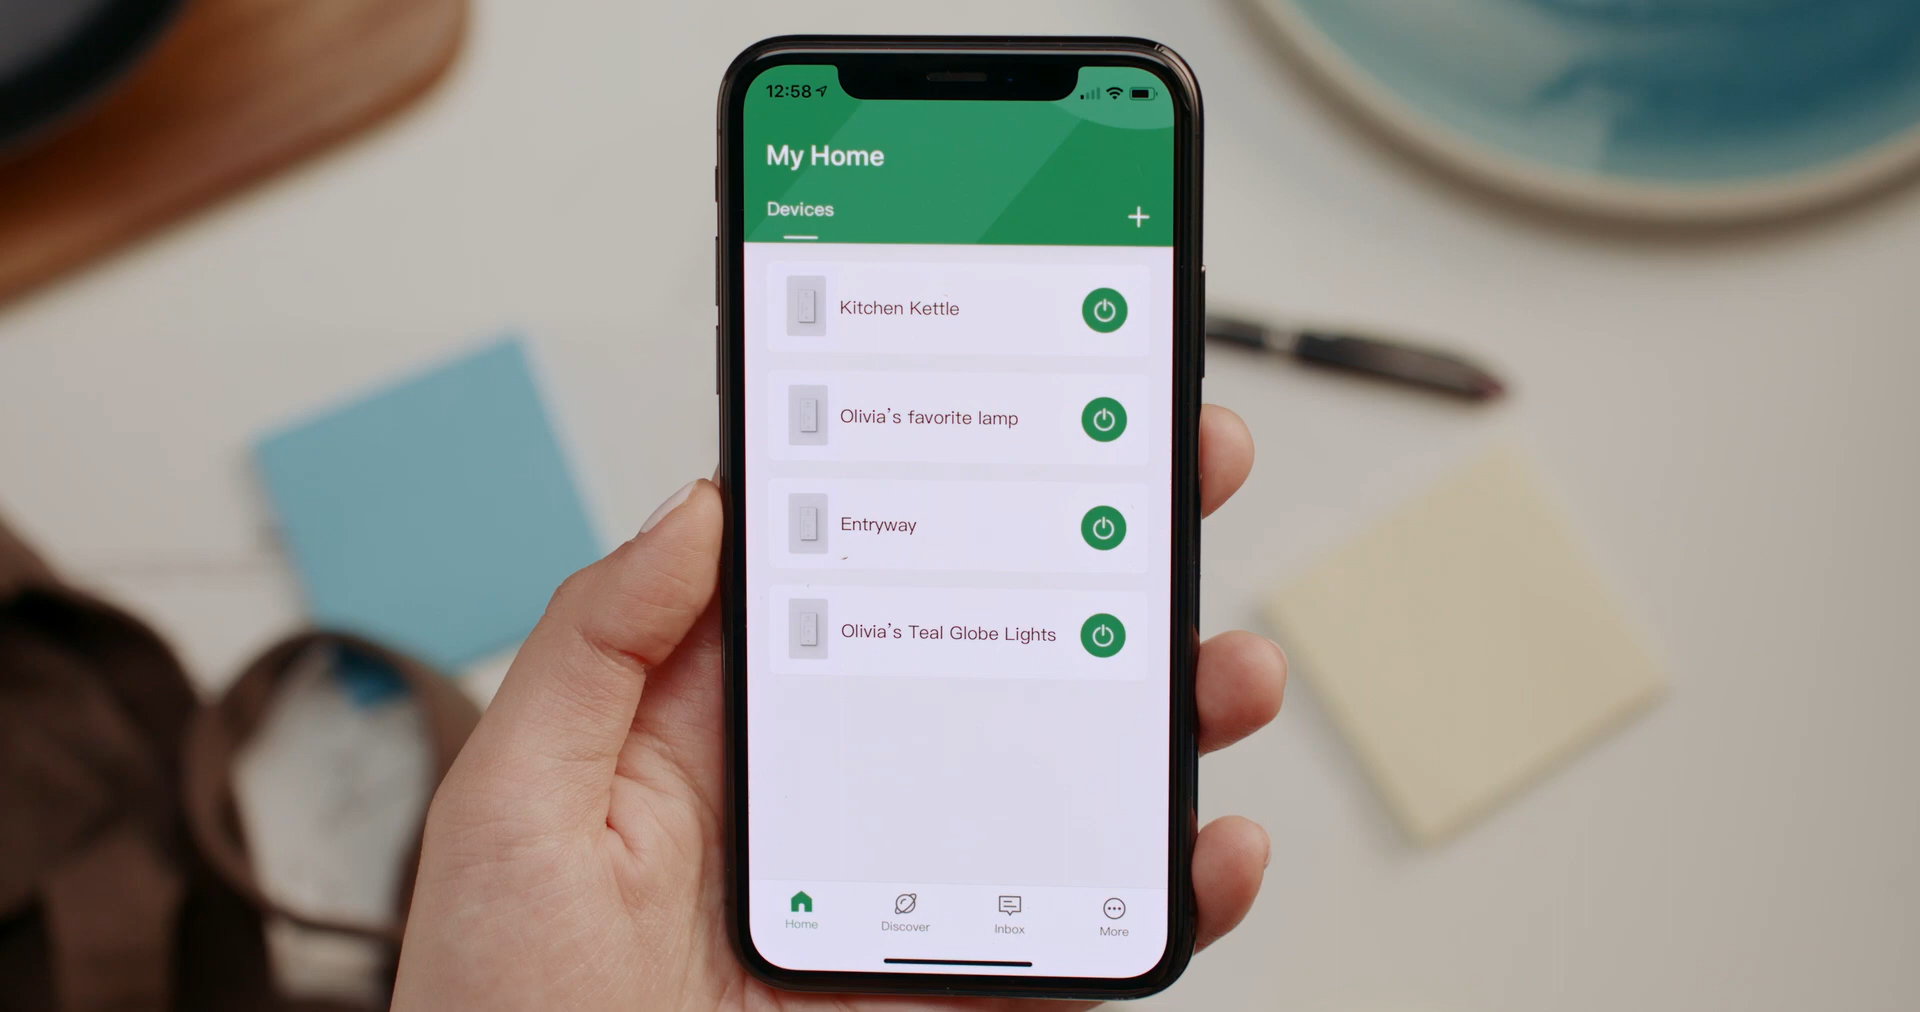 12:58
My Home
Devices
Kitchen Kettle
Olivia's favorite lamp
Entryway
Olivia's Teal Globe Lights
Home
Discover
Inbox
More